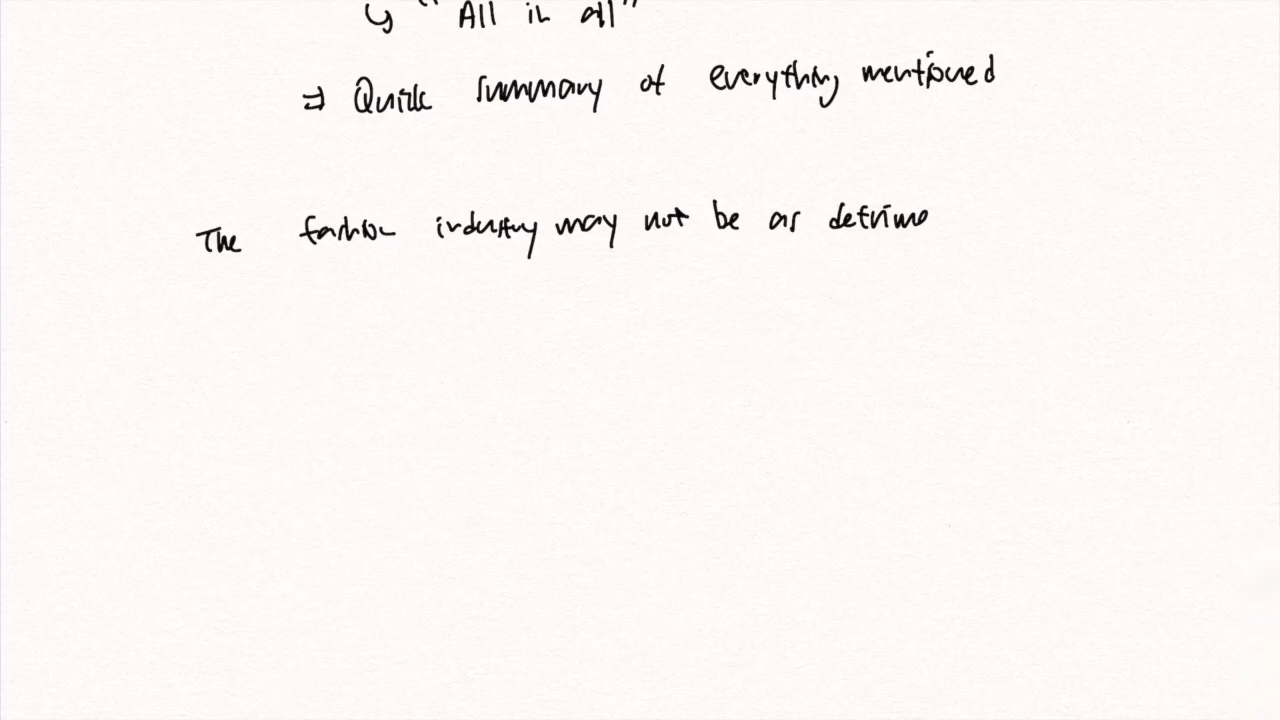 ↳ "All in all"
⇒ Quick summary of everything mentioned
The fashion industry may not be as detrime